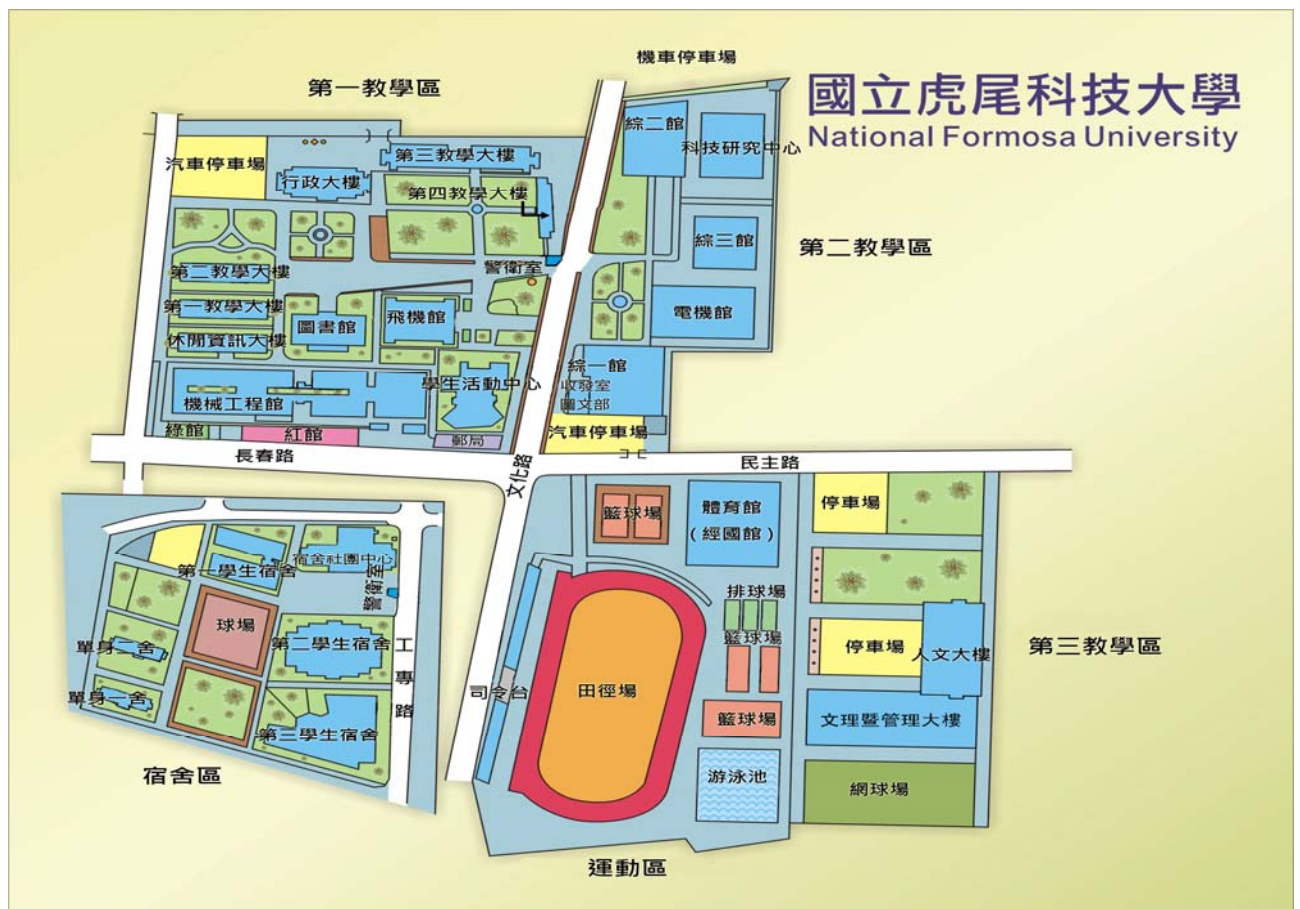 機車停車場
國立虎尾科技大學
National Formosa University
第一教學區
綜二館
科技研究中心
汽車停車場
行政大樓
第三教學大樓
第四教學大樓
綜三館
第二教學區
警衛室
第二教學大樓
第一教學大樓
圖書館
飛機館
電機館
休閒資訊大樓
學生活動中心
綜一館
收發室
圖文部
機械工程館
綠館
紅館
郵局
汽車停車場
長春路
文化路
民主路
籃球場
體育館
(經國館)
停車場
宿舍社團中心
第一學生宿舍
警衛室
排球場
籃球場
球場
第二學生宿舍
工專路
單身二舍
停車場
人文大樓
第三教學區
單身一舍
司令台
田徑場
籃球場
文理暨管理大樓
第三學生宿舍
宿舍區
游泳池
網球場
運動區